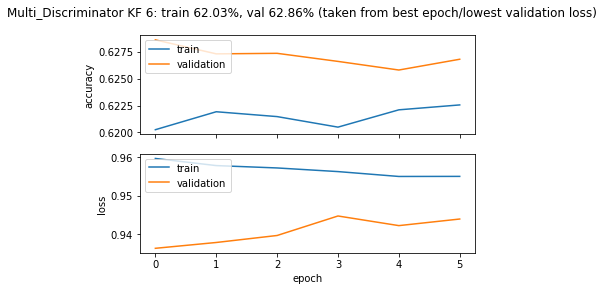 Multi_Discriminator KF 6: train 62.03%, val 62.86% (taken from best epoch/lowest validation loss)
0.6275
0.6250
0.6225
0.6200
accuracy
train
validation
0.96
0.95
0.94
loss
train
validation
0 1 2 3 4 5
epoch